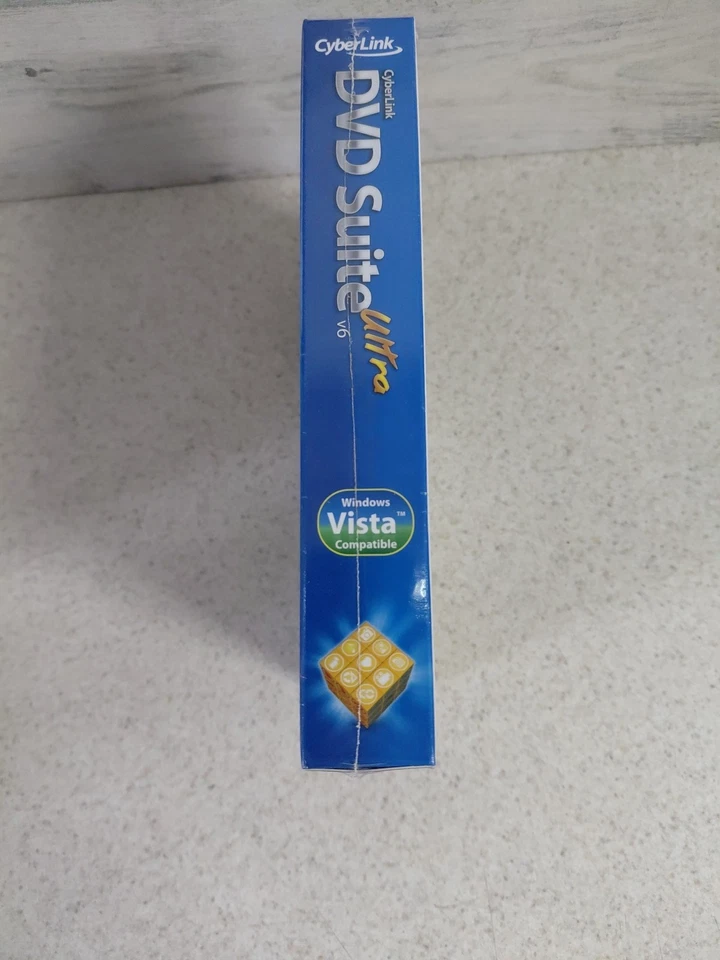 CyberLink
CyberLink
DVD Suite Ultra
v6
Windows
Vista™
Compatible